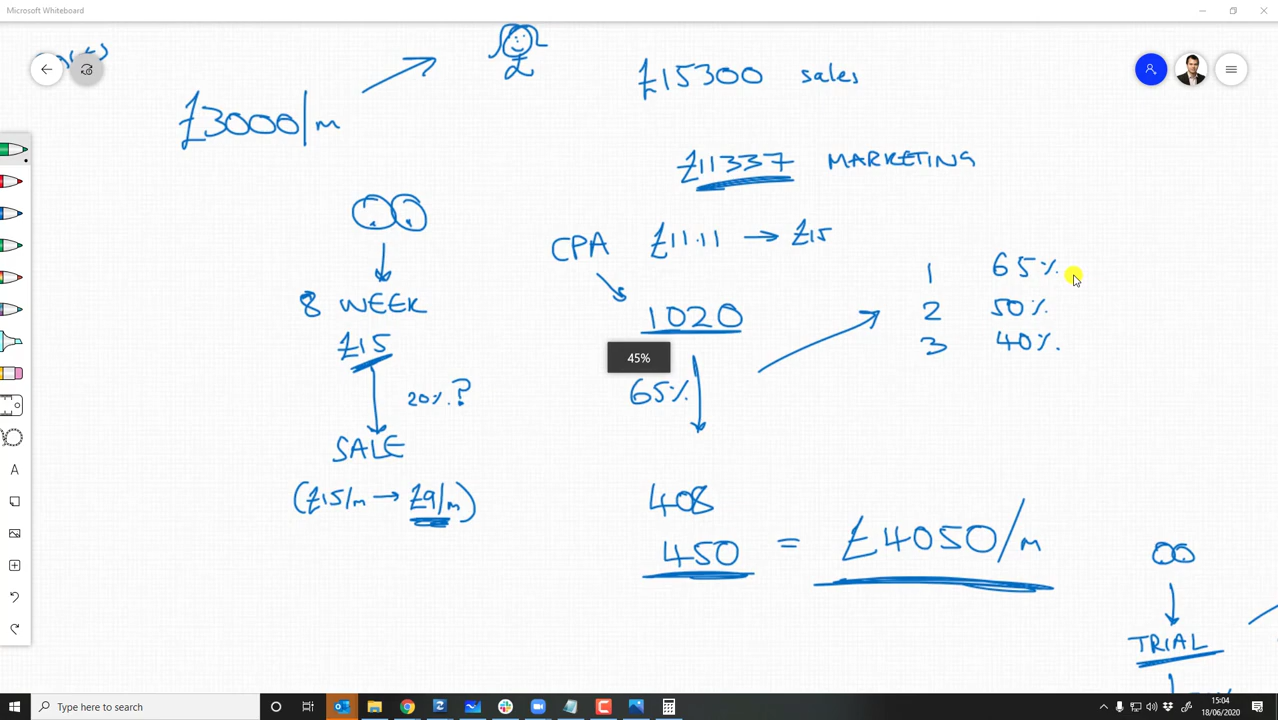 Microsoft Whiteboard
£3000/m
£15300 sales
£11337 MARKETING
CPA £11.11 → £15
8 WEEK
£15
20%?
SALE
(£15/m → £9/m)
1020
45%
65%
1 65%
2 50%
3 40%
408
450 = £4050/m
TRIAL
A
Type here to search
15:04
18/06/2020